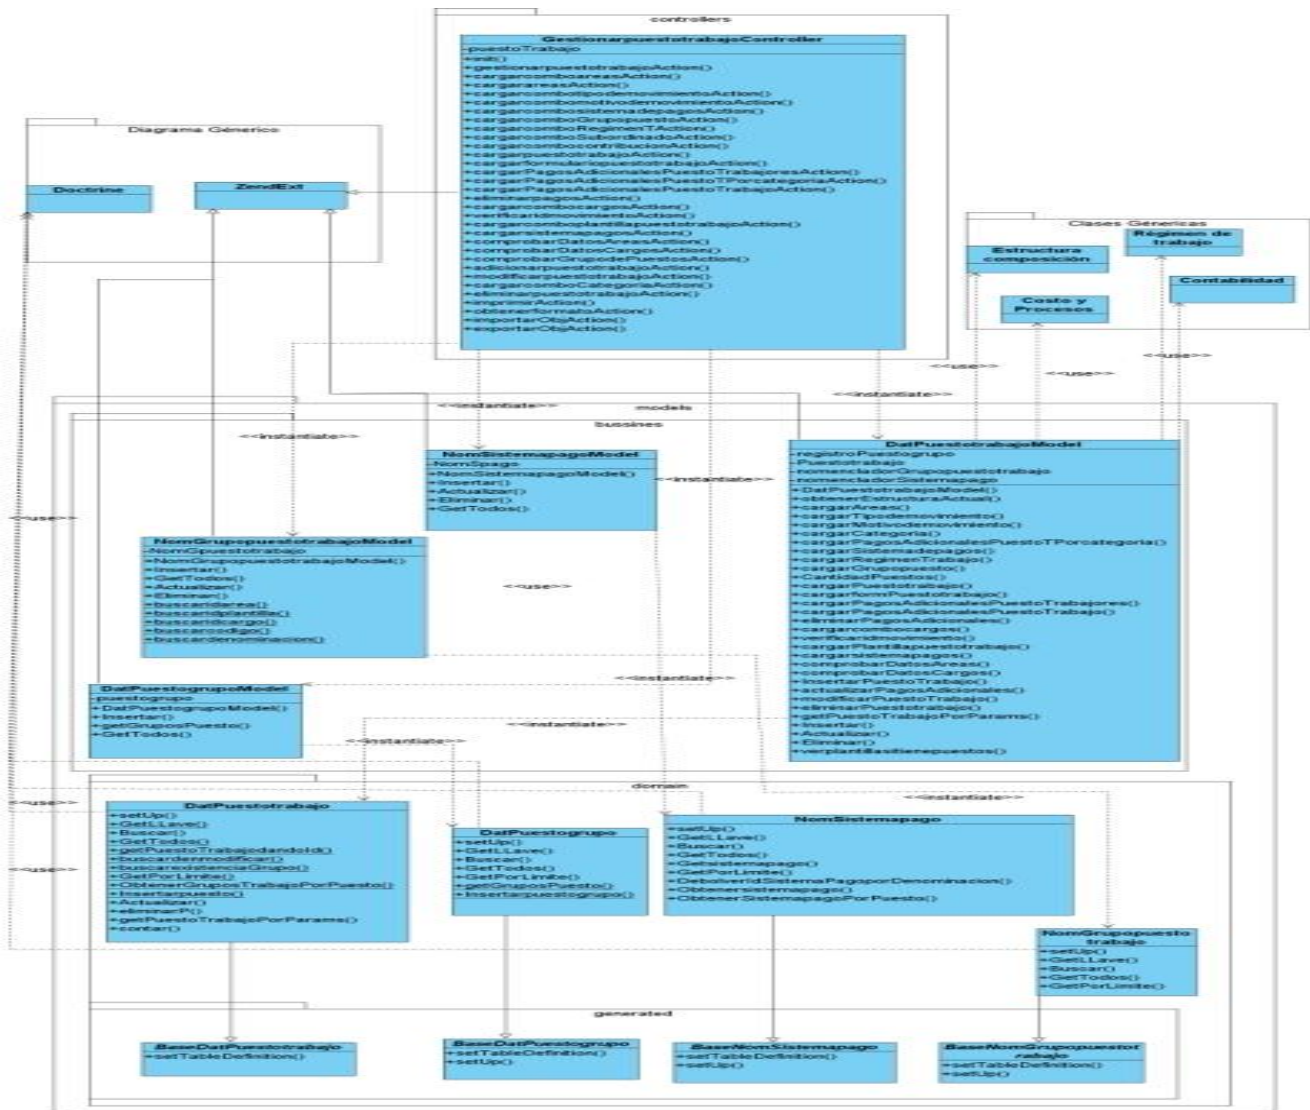 controllers
GestionarpuestotrabajoController
-puestoTrabajo
+init()
+gestionarpuestotrabajoAction()
+cargarcomboareasAction()
+cargarareasAction()
+cargarcombotipodemovimientoAction()
+cargarcombomotivodemovimientoAction()
+cargarcombosistemadepagosAction()
+cargarcomboGrupopuestoAction()
+cargarcomboRegimenTAction()
+cargarcomboSubordinadoAction()
+cargarcombocontribucionAction()
+cargarpuestotrabajoAction()
+cargarformulariopuestotrabajoAction()
+cargarPagosAdicionalesPuestoTrabajoresAction()
+cargarPagosAdicionalesPuestoTPorcategoriaAction()
+cargarPagosAdicionalesPuestoTrabajoAction()
+eliminarpagosAction()
+cargarcombocargosAction()
+verificaridmovimientoAction()
+cargarcomboplantillapuestotrabajoAction()
+cargarsistemapagosAction()
+comprobarDatosAreasAction()
+comprobarDatosCargosAction()
+comprobarGrupodePuestosAction()
+adicionarpuestotrabajoAction()
+modificarpuestotrabajoAction()
+cargarcomboCategoriaAction()
+eliminarpuestotrabajoAction()
+imprimirAction()
+obtenerformatoAction()
+importarObjAction()
+exportarObjAction()
Diagrama Génerico
Doctrine
ZendExt
Clases Génericas
Estructura composición
Régimen de trabajo
Costo y Procesos
Contabilidad
<<use>>
<<use>>
<<use>>
<<instantiate>>
<<instantiate>>
<<instantiate>>
<<instantiate>>
models
bussines
NomSistemapagoModel
-NomSpago
+NomSistemapagoModel()
+Insertar()
+Actualizar()
+Eliminar()
+GetTodos()
DatPuestotrabajoModel
-registroPuestogrupo
-Puestotrabajo
-nomencladorGrupopuestotrabajo
-nomencladorSistemapago
+DatPuestotrabajoModel()
+obtenerEstructuraActual()
+cargarAreas()
+cargarTipodemovimiento()
+cargarMotivodemovimiento()
+cargarCategoria()
+cargarPagosAdicionalesPuestoTPorcategoria()
+cargarSistemadepagos()
+cargarRegimenTrabajo()
+cargarGrupopuesto()
+CantidadPuestos()
+cargarPuestotrabajo()
+cargarformPuestotrabajo()
+cargarPagosAdicionalesPuestoTrabajores()
+cargarPagosAdicionalesPuestoTrabajo()
+eliminarPagosAdicionales()
+cargarcombocargos()
+verificaridmovimiento()
+cargarPlantillapuestotrabajo()
+cargarsistemapagos()
+comprobarDatosAreas()
+comprobarDatosCargos()
+InsertarPuestoTrabajo()
+actualizarPagosAdicionales()
+modificarPuestoTrabajo()
+eliminarPuestotrabajo()
+getPuestoTrabajoPorParams()
+Insertar()
+Actualizar()
+Eliminar()
+verplantillasitienepuestos()
<<use>>
NomGrupopuestotrabajoModel
-NomGpuestotrabajo
+NomGrupopuestotrabajoModel()
+Insertar()
+GetTodos()
+Actualizar()
+Eliminar()
+buscaridarea()
+buscaridplantilla()
+buscaridcargo()
+buscarcodigo()
+buscardenominacion()
<<use>>
<<instantiate>>
DatPuestogrupoModel
-puestogrupo
+DatPuestogrupoModel()
+Insertar()
+getGruposPuesto()
+GetTodos()
<<instantiate>>
<<instantiate>>
domain
<<instantiate>>
<<use>>
<<use>>
DatPuestotrabajo
+setUp()
+GetLLave()
+Buscar()
+GetTodos()
+getPuestoTrabajodandoId()
+buscardenmodificar()
+buscarexistenciaGrupo()
+GetPorLimite()
+ObtenerGruposTrabajoPorPuesto()
+Insertarpuesto()
+Actualizar()
+eliminarP()
+getPuestoTrabajoPorParams()
+contar()
DatPuestogrupo
+setUp()
+GetLLave()
+Buscar()
+GetTodos()
+GetPorLimite()
+getGruposPuesto()
+Insertarpuestogrupo()
NomSistemapago
+setUp()
+GetLLave()
+Buscar()
+GetTodos()
+Getsistemapago()
+GetPorLimite()
+DebolverIdSistemaPagoporDenominacion()
+Obtenersistemapago()
+ObtenerSistemapagoPorPuesto()
NomGrupopuesto trabajo
+setUp()
+GetLLave()
+Buscar()
+GetTodos()
+GetPorLimite()
generated
BaseDatPuestotrabajo
+setTableDefinition()
BaseDatPuestogrupo
+setTableDefinition()
+setUp()
BaseNomSistemapago
+setTableDefinition()
+setUp()
BaseNomGrupopuestot rabajo
+setTableDefinition()
+setUp()